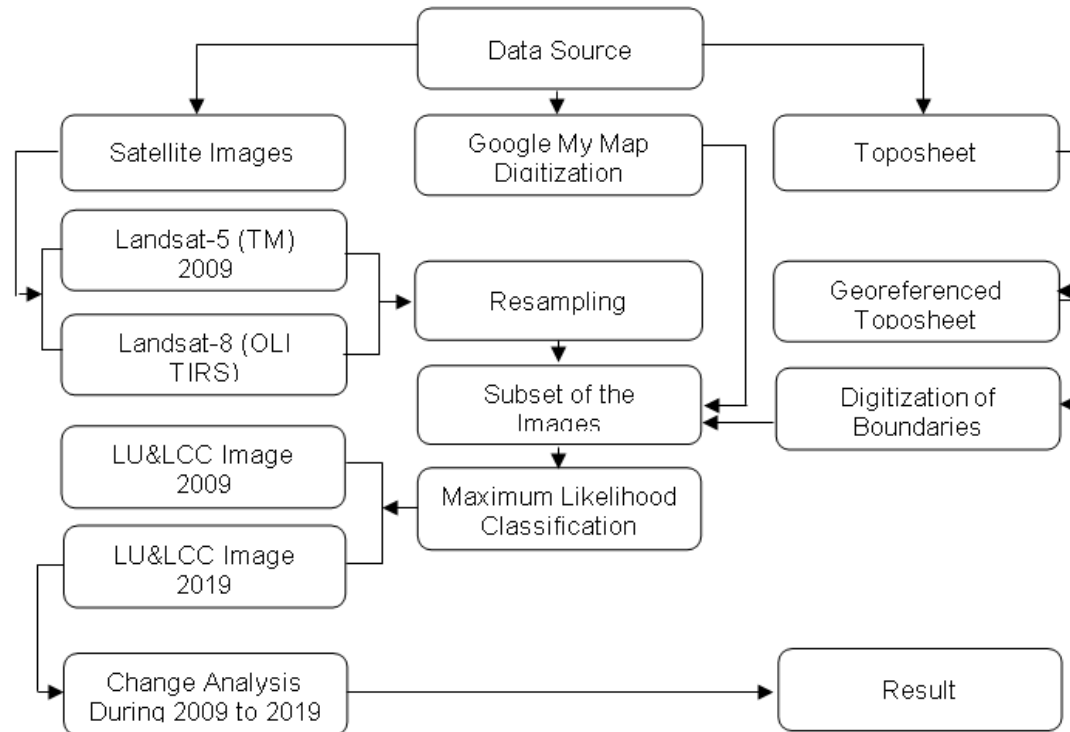 Data Source
Satellite Images
Google My Map
Digitization
Toposheet
Landsat-5 (TM)
2009
Landsat-8 (OLI
TIRS)
Resampling
Georeferenced
Toposheet
Subset of the
Images
Digitization of
Boundaries
LU&LCC Image
2009
Maximum Likelihood
Classification
LU&LCC Image
2019
Change Analysis
During 2009 to 2019
Result